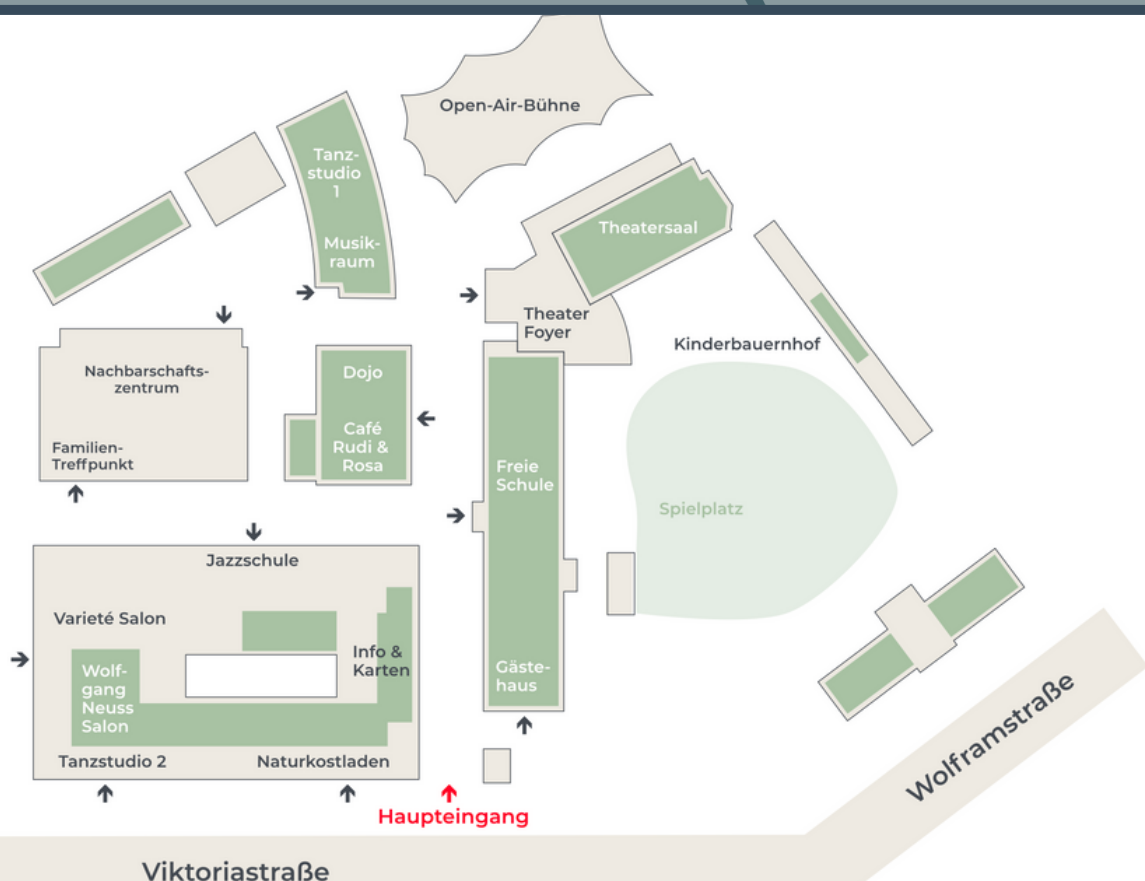 Open-Air-Bühne
Tanz-
studio
1
Musik-
raum
Theatersaal
Theater
Foyer
Kinderbauernhof
Nachbarschafts-
zentrum
Familien-
Treffpunkt
Dojo
Café
Rudi &
Rosa
Freie
Schule
Spielplatz
Jazzschule
Varieté Salon
Info &
Karten
Wolf-
gang
Neuss
Salon
Gäste-
haus
Tanzstudio 2
Naturkostladen
Haupteingang
Wolframstraße
Viktoriastraße